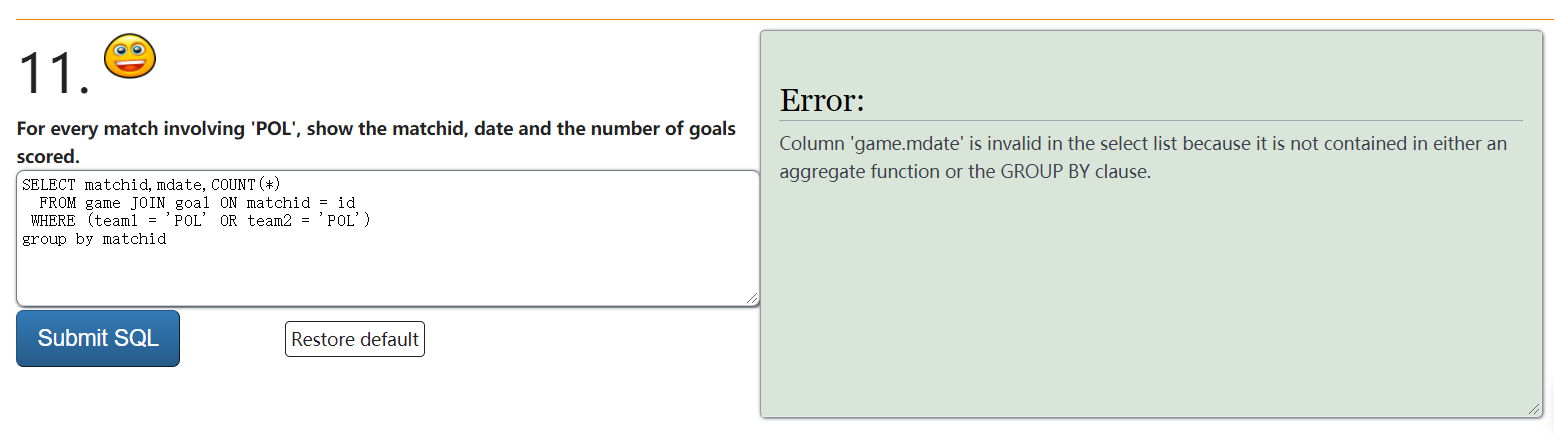 11.
For every match involving 'POL', show the matchid, date and the number of goals
scored.
SELECT matchid,mdate,COUNT(*)
FROM game JOIN goal ON matchid = id
WHERE (team1 = 'POL' OR team2 = 'POL')
group by matchid
Submit SQL
Restore default
Error:
Column 'game.mdate' is invalid in the select list because it is not contained in either an
aggregate function or the GROUP BY clause.